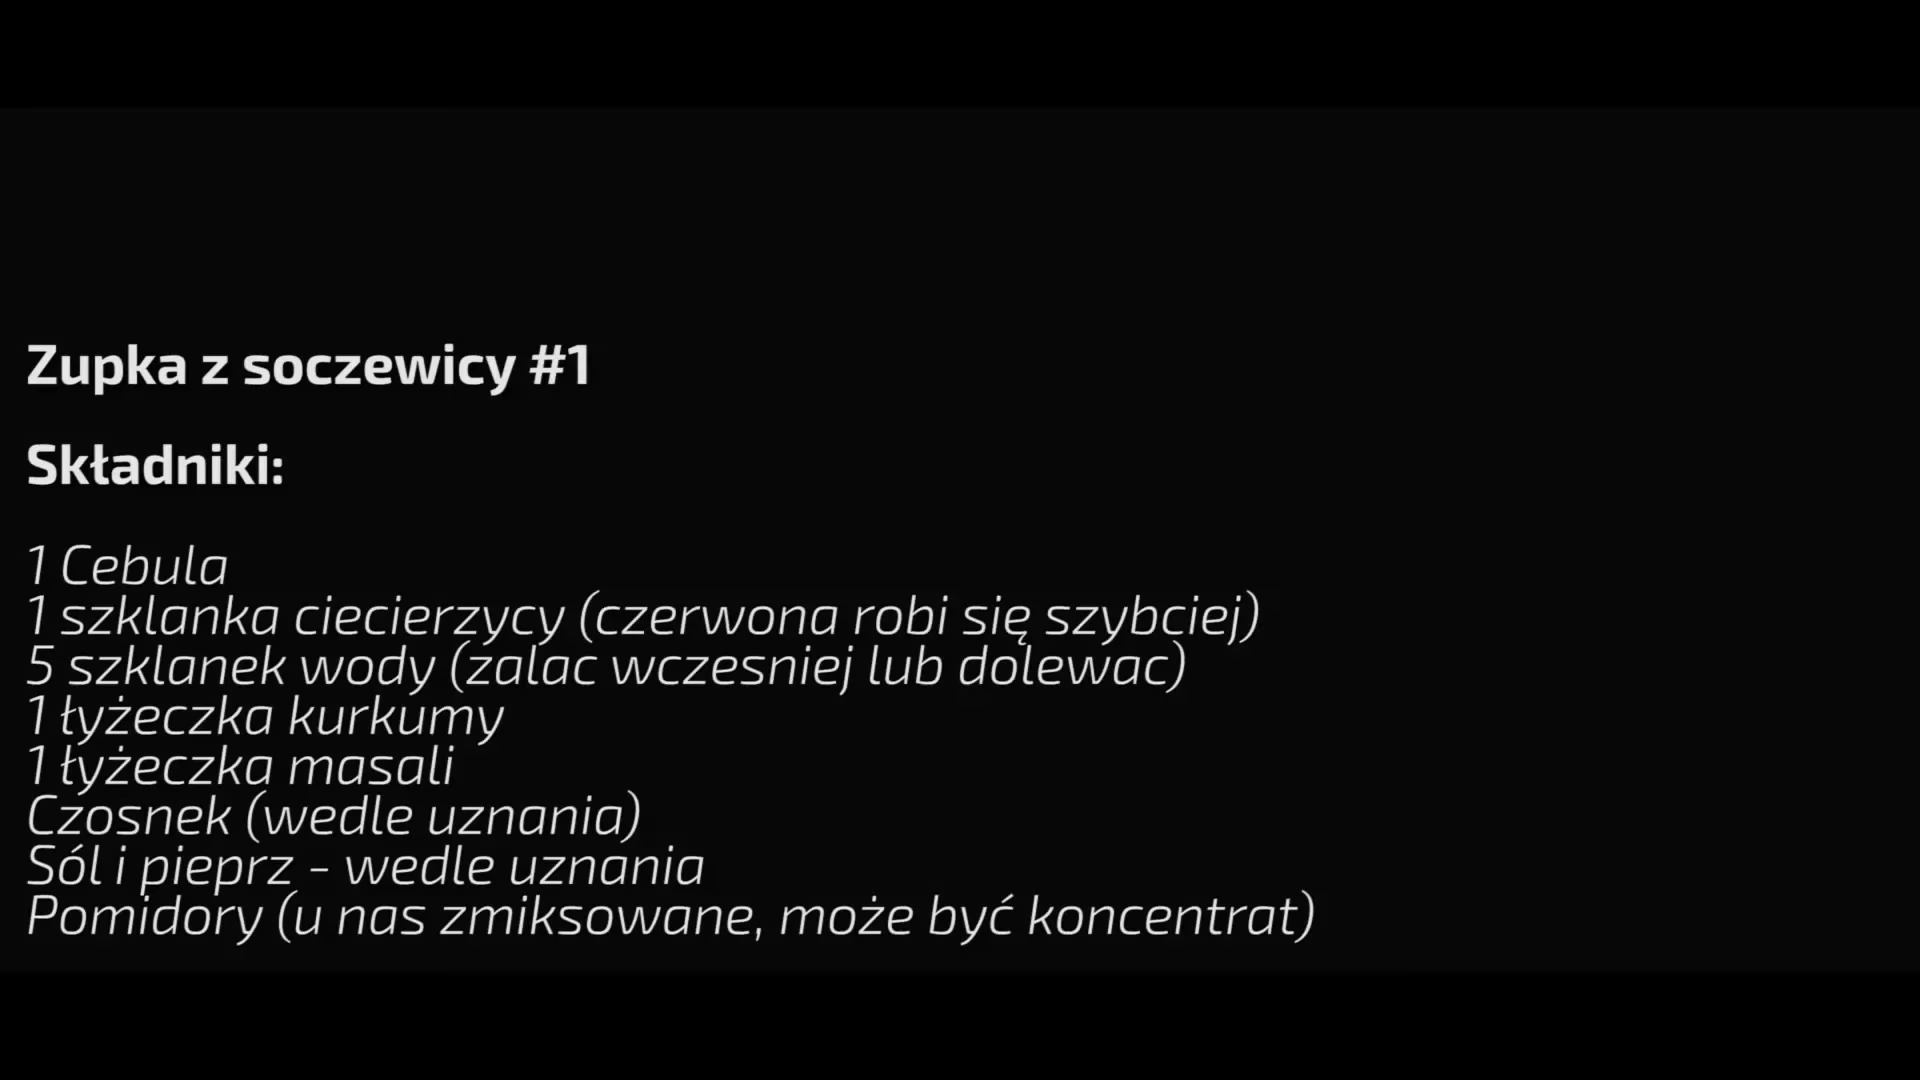 Zupka z soczewicy #1
Składniki:
1 Cebula
1 szklanka ciecierzycy (czerwona robi się szybciej)
5 szklanek wody (zalac wczesniej lub dolewac)
1 łyżeczka kurkumy
1 łyżeczka masali
Czosnek (wedle uznania)
Sól i pieprz - wedle uznania
Pomidory (u nas zmiksowane, może być koncentrat)